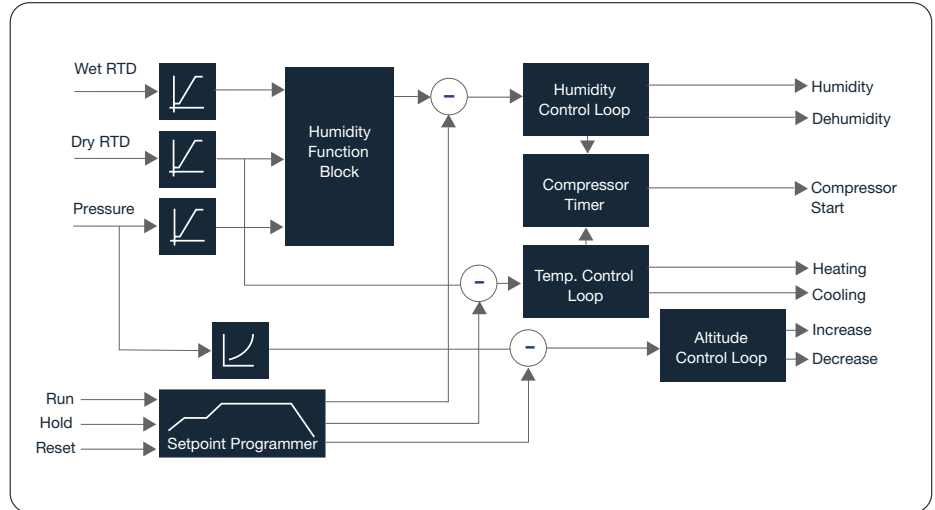 Wet RTD
Dry RTD
Pressure
Humidity
Function
Block
−
Humidity
Control Loop
Humidity
Dehumidity
Compressor
Timer
Compressor
Start
−
Temp. Control
Loop
Heating
Cooling
−
Altitude
Control Loop
Increase
Decrease
Run
Hold
Reset
Setpoint Programmer